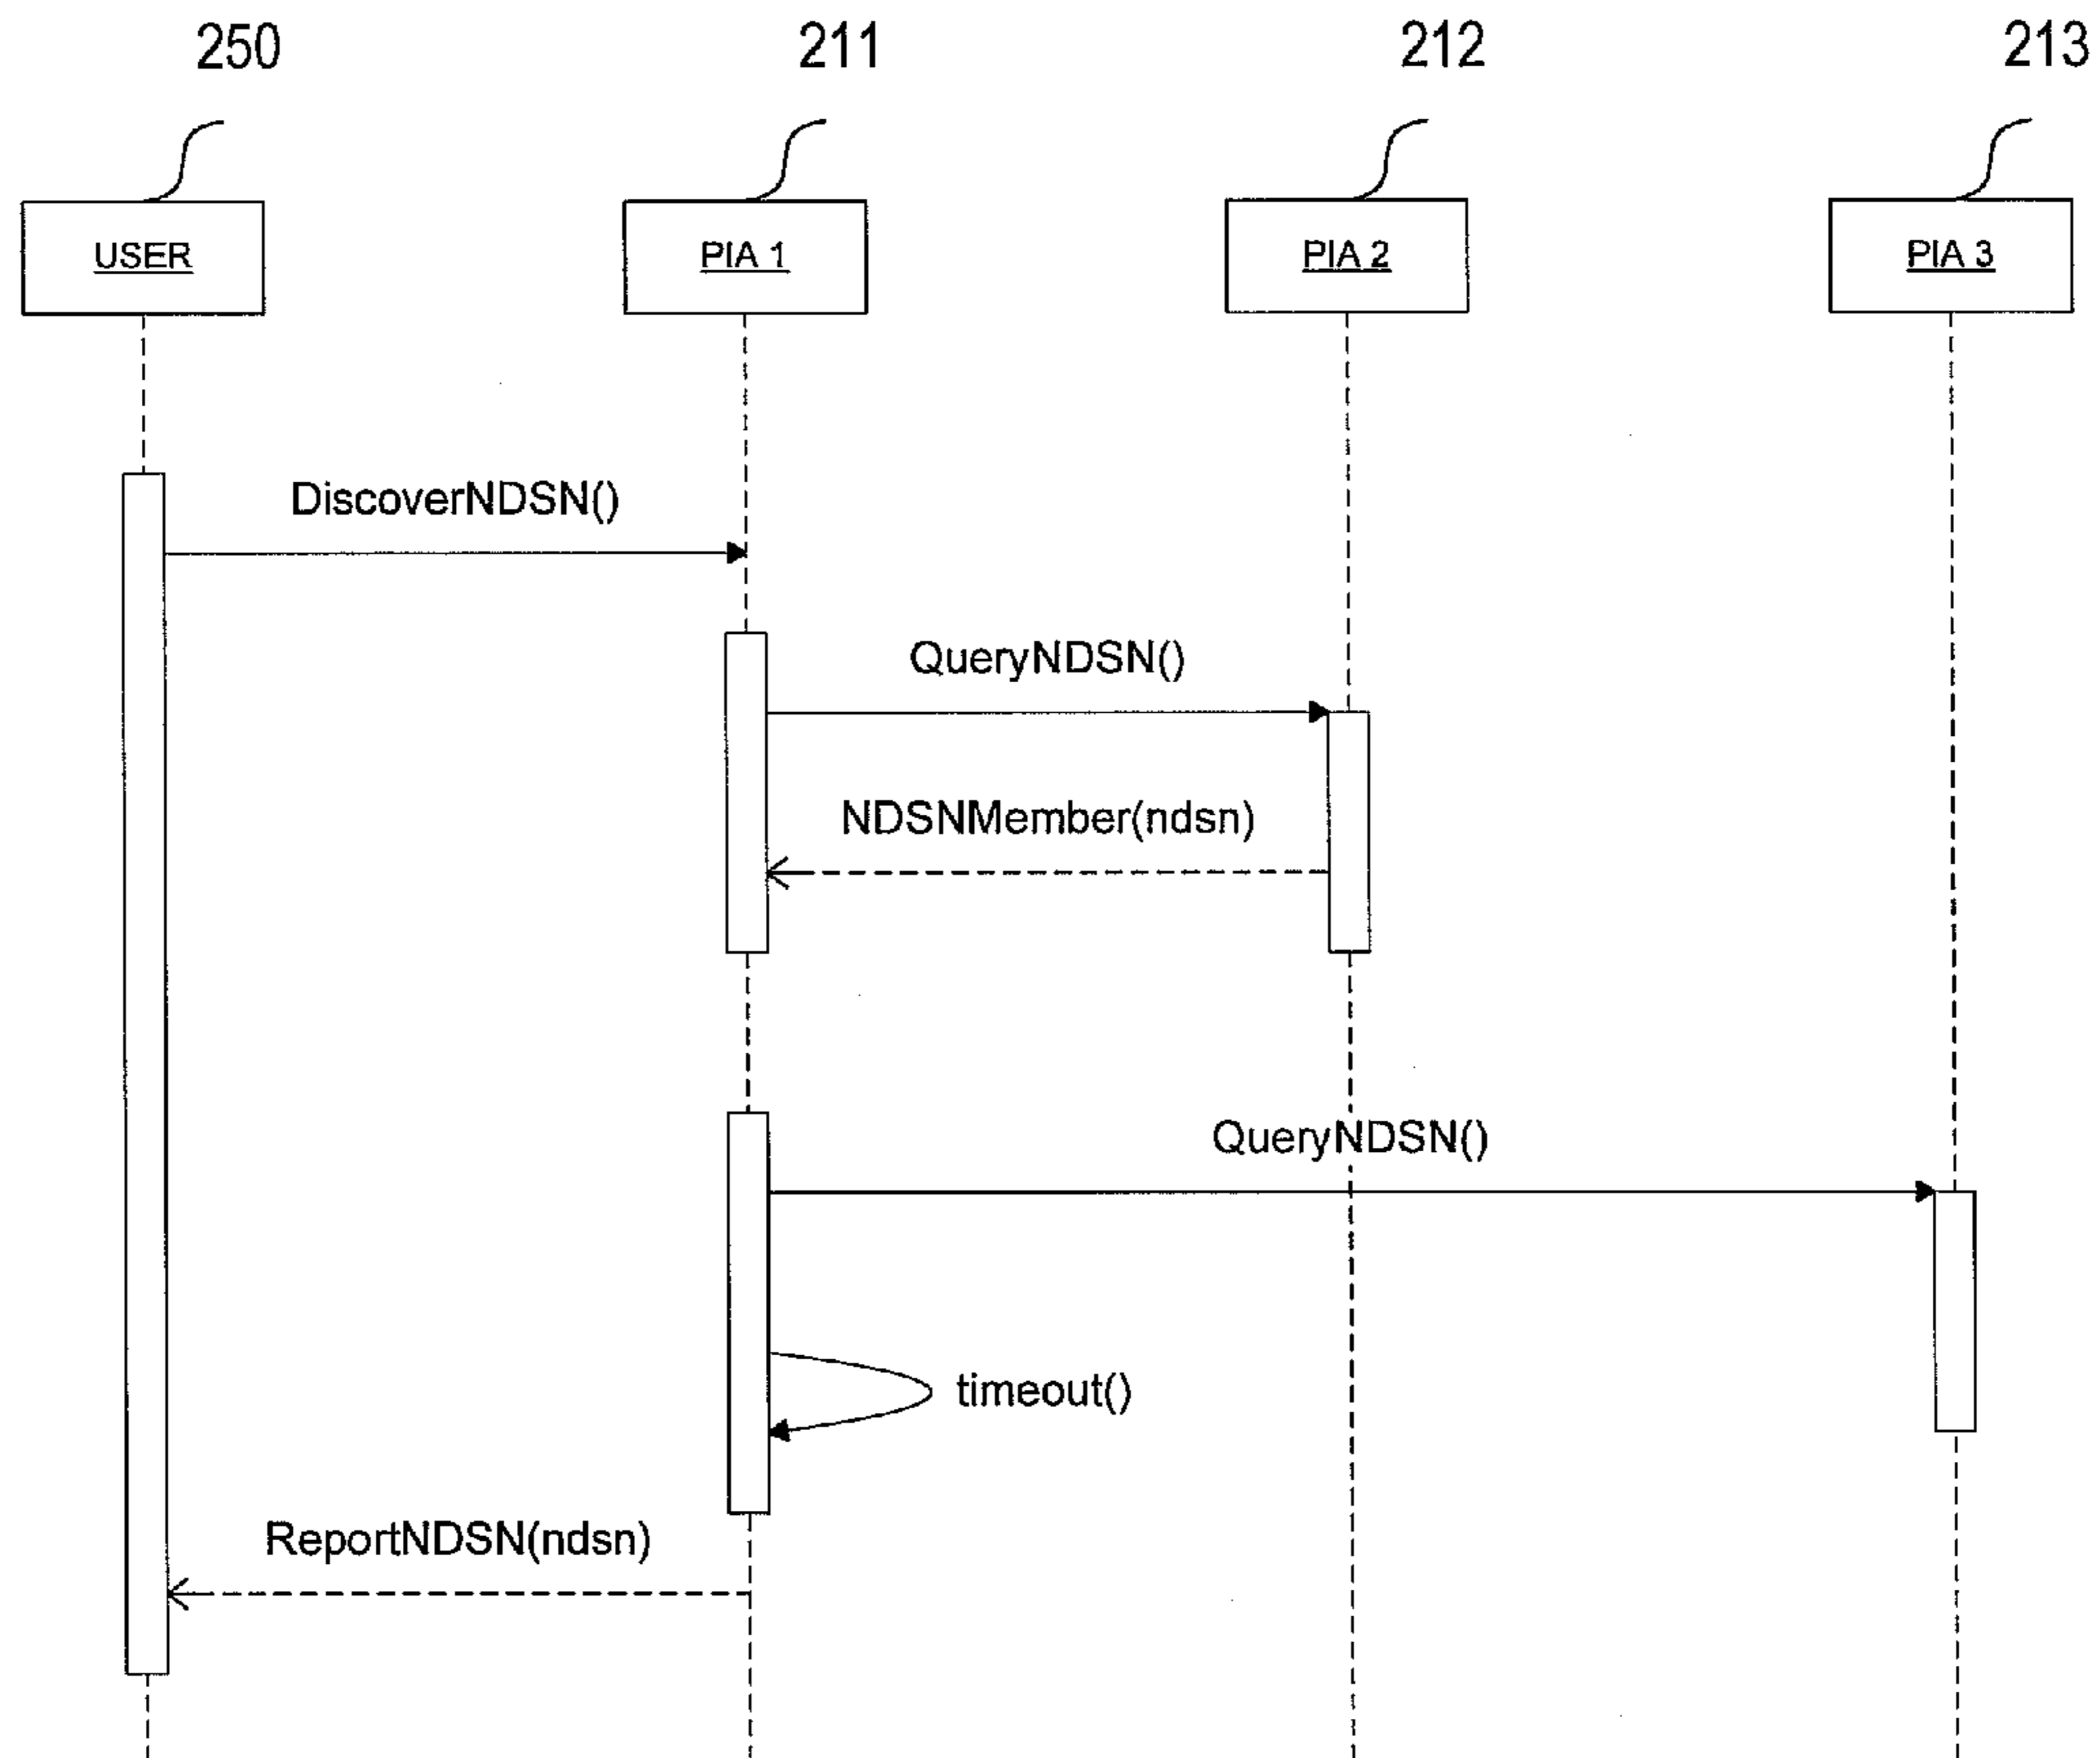 250
211
212
213
USER
PIA 1
PIA 2
PIA 3
DiscoverNDSN()
QueryNDSN()
NDSNMember(ndsn)
QueryNDSN()
timeout()
ReportNDSN(ndsn)